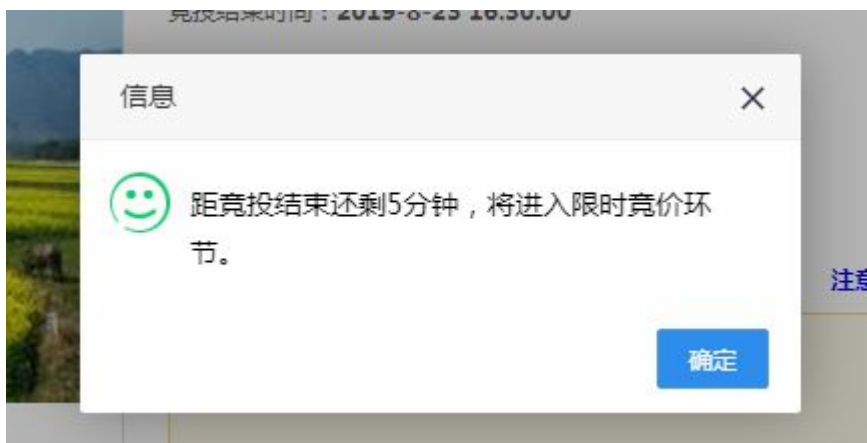 竞投结束时间：2019-8-23 16:30:00
信息
距竞投结束还剩5分钟，将进入限时竞价环
节。
注意
确定